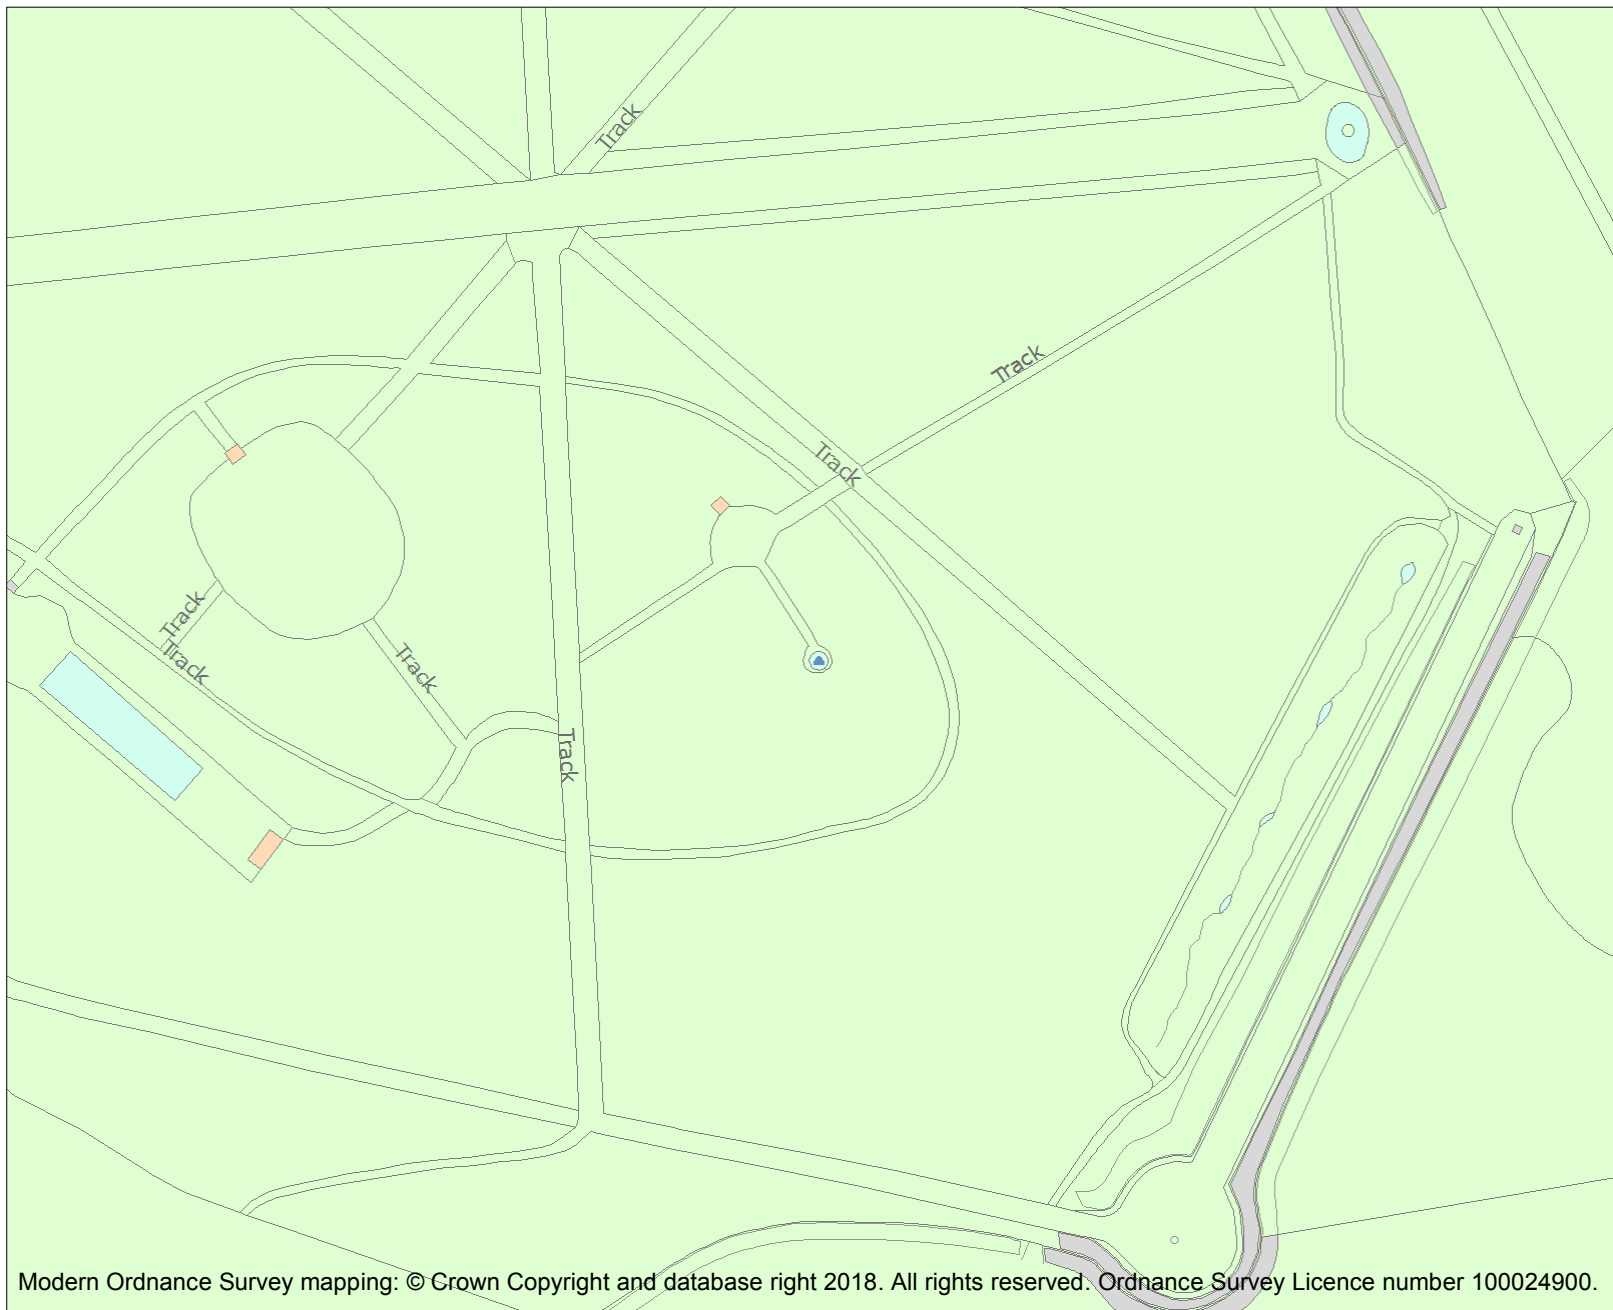 Track
Track
Track
Track
Track
Track
Track
Modern Ordnance Survey mapping: © Crown Copyright and database right 2018. All rights reserved. Ordnance Survey Licence number 100024900.